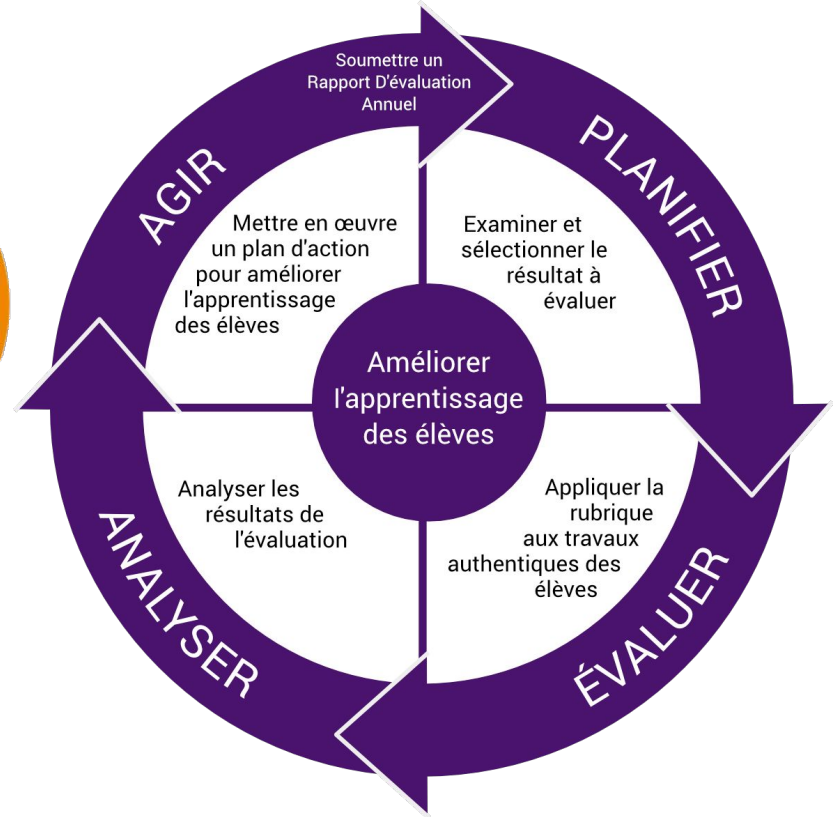 Soumettre un
Rapport D'évaluation
Annuel
PLANIFIER
Examiner et
sélectionner le
résultat à
évaluer
ÉVALUER
Appliquer la
rubrique
aux travaux
authentiques des
élèves
ANALYSER
Analyser les
résultats de
l'évaluation
AGIR
Mettre en œuvre
un plan d'action
pour améliorer
l'apprentissage
des élèves
Améliorer
l'apprentissage
des élèves